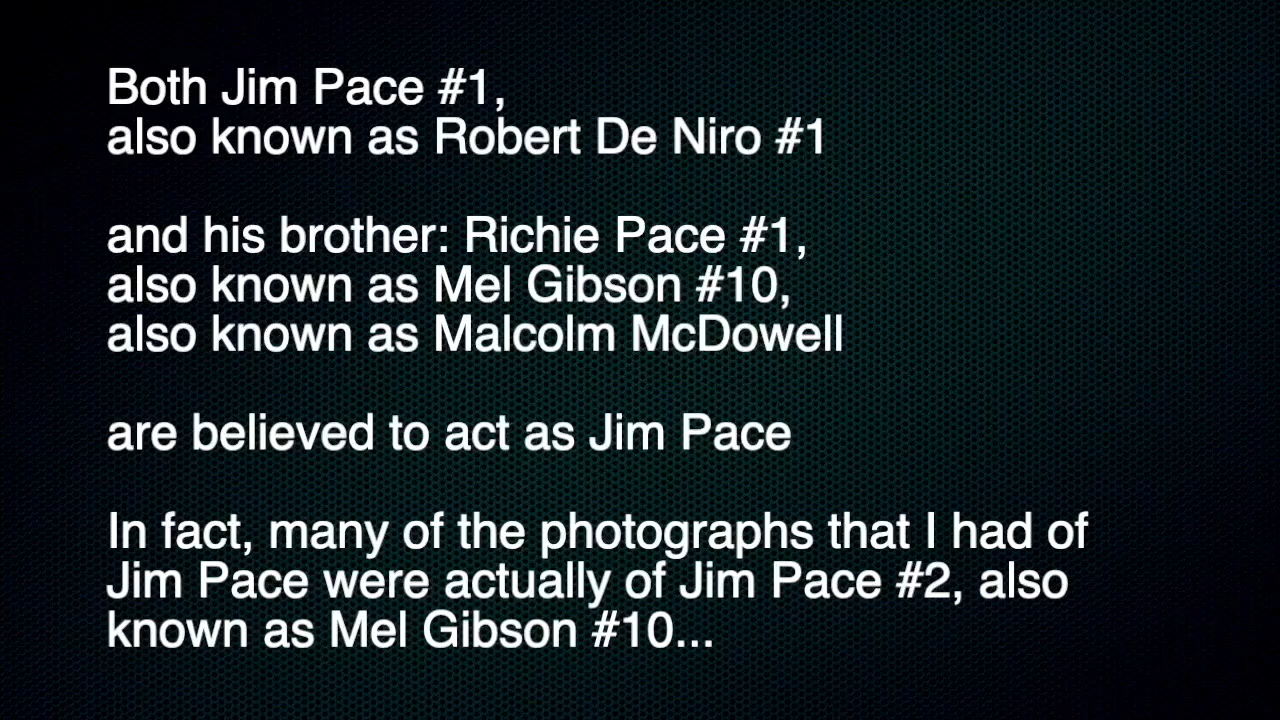 Both Jim Pace #1,
also known as Robert De Niro #1
and his brother: Richie Pace #1,
also known as Mel Gibson #10,
also known as Malcolm McDowell
are believed to act as Jim Pace
In fact, many of the photographs that I had of
Jim Pace were actually of Jim Pace #2, also
known as Mel Gibson #10...